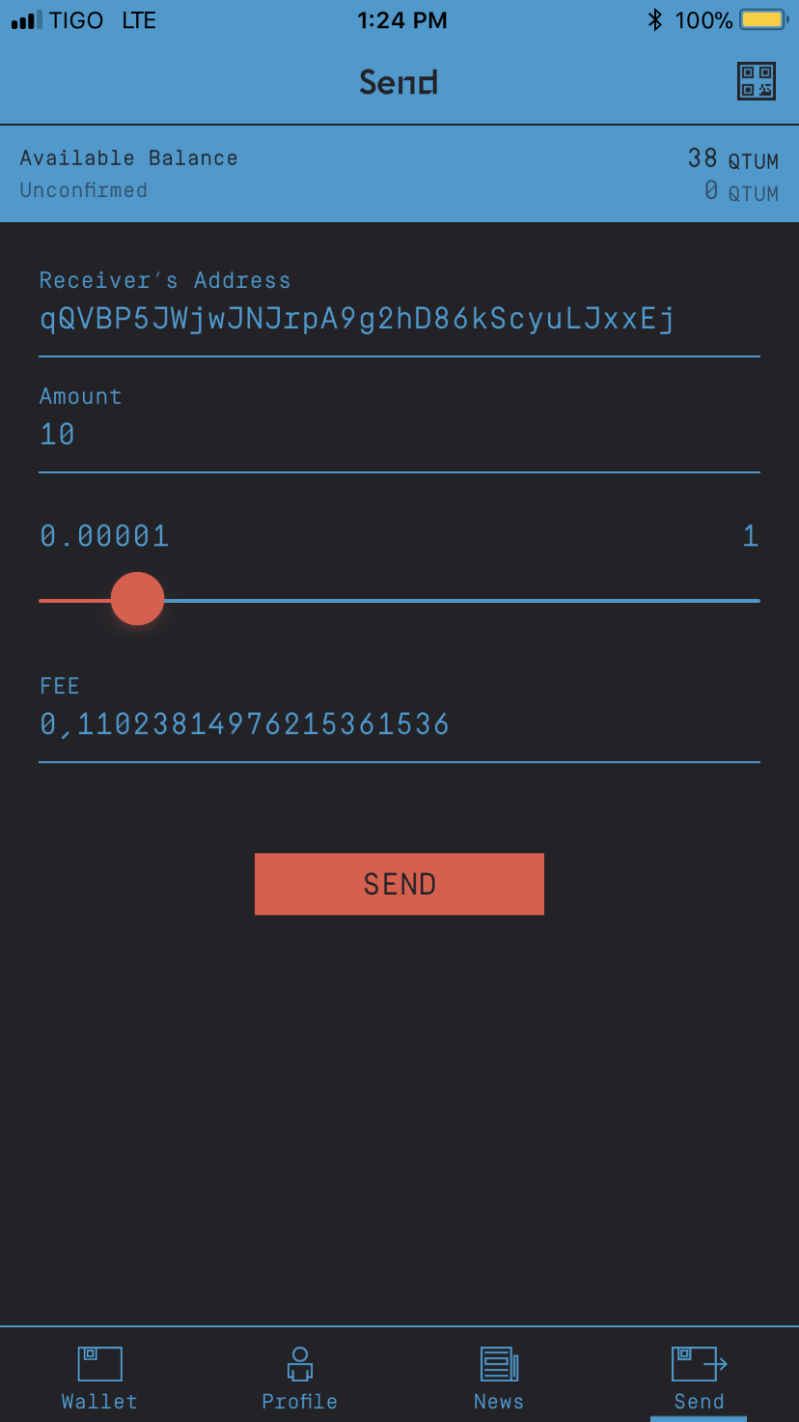 TIGO LTE 1:24 PM 100%
Send
Available Balance 38 QTUM
Unconfirmed 0 QTUM
Receiver's Address
qQVBP5JWjwJNJrpA9g2hD86kScyuLJxxEj
Amount
10
0.00001 1
FEE
0,11023814976215361536
SEND
Wallet Profile News Send